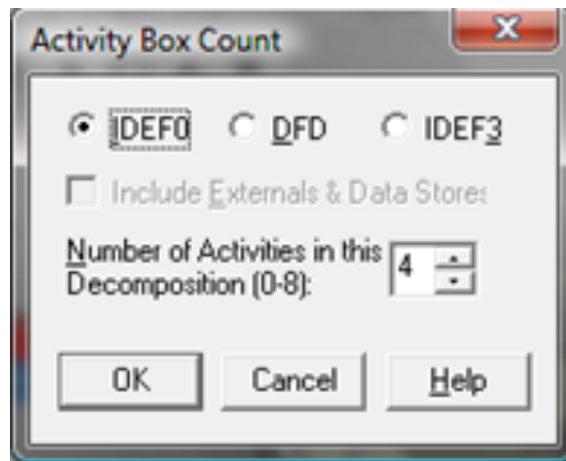 Activity Box Count
IDEF0 DFD IDEF3
Include Externals & Data Stores
Number of Activities in this
Decomposition (0-8):
4
OK Cancel Help